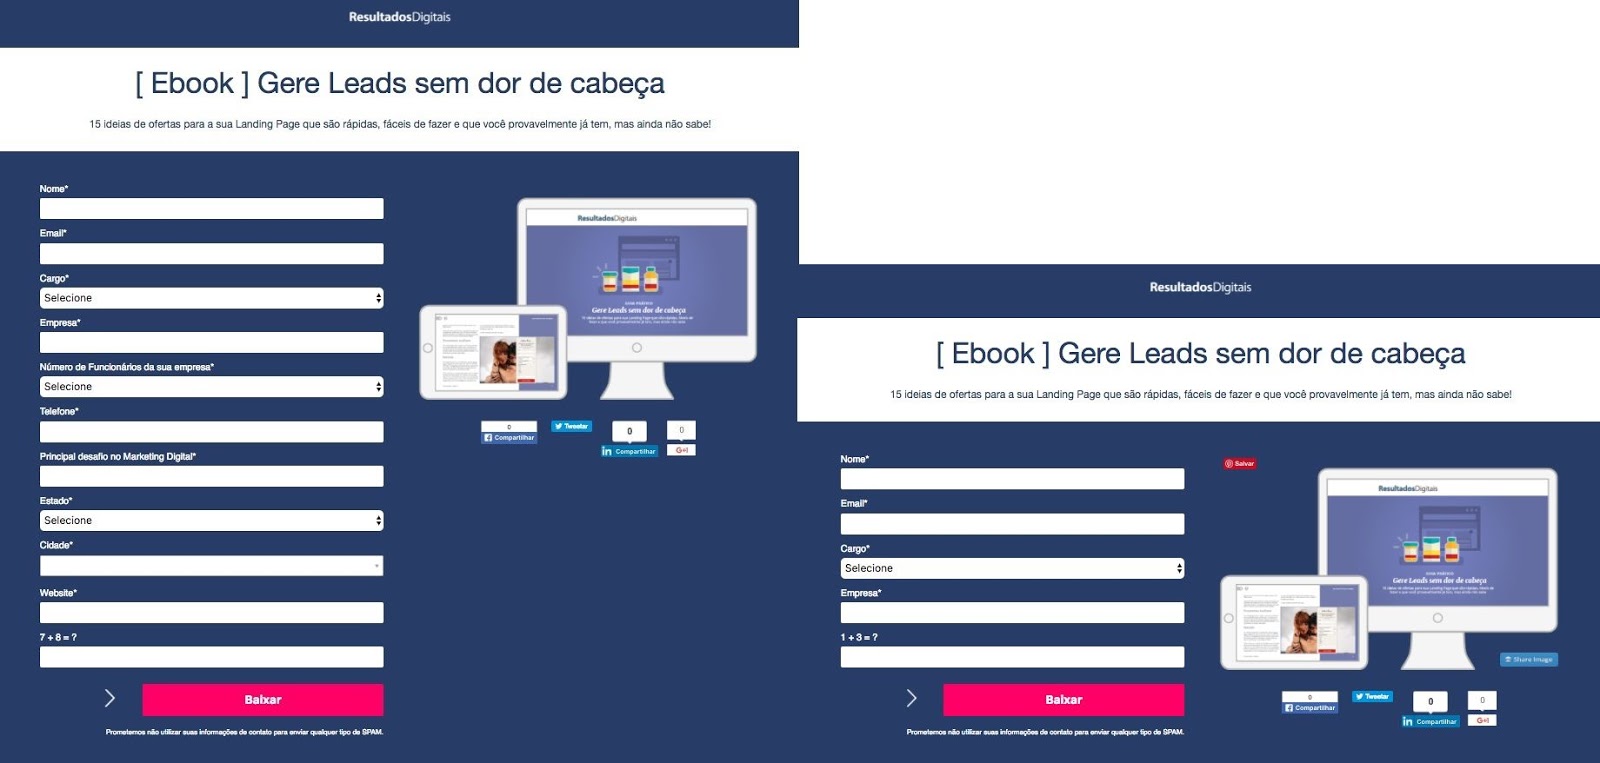 ResultadosDigitais
[ Ebook ] Gere Leads sem dor de cabeça
15 ideias de ofertas para a sua Landing Page que são rápidas, fáceis de fazer e que você provavelmente já tem, mas ainda não sabe!
Nome*
Email*
Cargo*
Selecione
Empresa*
Número de Funcionários da sua empresa*
Selecione
Telefone*
Principal desafio no Marketing Digital*
Estado*
Selecione
Cidade*
Website*
7 + 8 = ?
Baixar
Prometemos não utilizar suas informações de contato para enviar qualquer tipo de SPAM.
ResultadosDigitais
Gere Leads sem dor de cabeça
0
Compartilhar
Tweetar
0
Compartilhar
0
G+1
ResultadosDigitais
[ Ebook ] Gere Leads sem dor de cabeça
15 ideias de ofertas para a sua Landing Page que são rápidas, fáceis de fazer e que você provavelmente já tem, mas ainda não sabe!
Nome*
Email*
Cargo*
Selecione
Empresa*
1 + 3 = ?
Baixar
Prometemos não utilizar suas informações de contato para enviar qualquer tipo de SPAM.
Salvar
ResultadosDigitais
Gere Leads sem dor de cabeça
Share Image
0
Compartilhar
Tweetar
0
Compartilhar
0
G+1